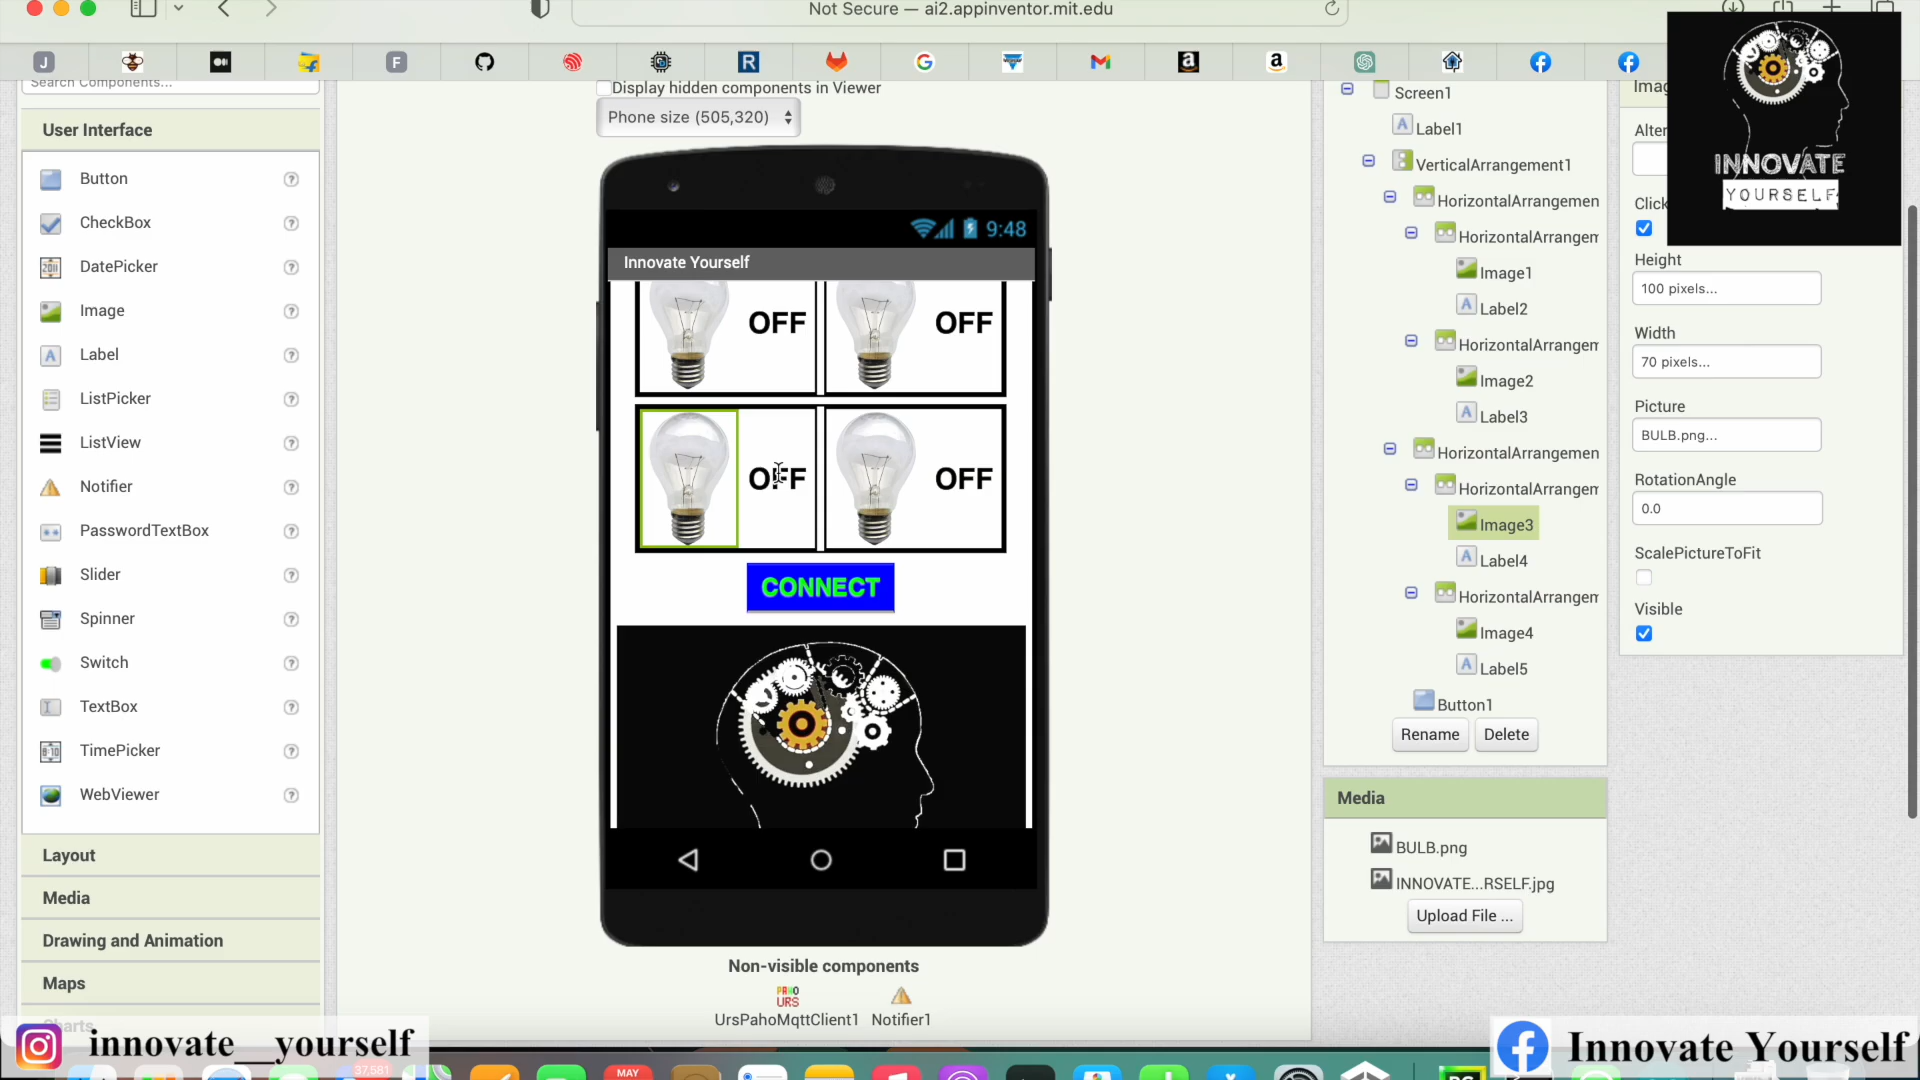 Not Secure — ai2.appinventor.mit.edu
Search Components...
User Interface
Button
CheckBox
DatePicker
Image
Label
ListPicker
ListView
Notifier
PasswordTextBox
Slider
Spinner
Switch
TextBox
TimePicker
WebViewer
Layout
Media
Drawing and Animation
Maps
Charts
Display hidden components in Viewer
Phone size (505,320)
9:48
Innovate Yourself
OFF
OFF
OFF
OFF
CONNECT
Non-visible components
UrsPahoMqttClient1
Notifier1
Screen1
Label1
VerticalArrangement1
HorizontalArrangemen
HorizontalArrangem
Image1
Label2
HorizontalArrangem
Image2
Label3
HorizontalArrangemen
HorizontalArrangem
Image3
Label4
HorizontalArrangem
Image4
Label5
Button1
Rename
Delete
Media
BULB.png
INNOVATE...RSELF.jpg
Upload File ...
Imag
Alter
Click
Height
100 pixels...
Width
70 pixels...
Picture
BULB.png...
RotationAngle
0.0
ScalePictureToFit
Visible
INNOVATE
YOURSELF
innovate__yourself
Innovate Yourself
37,581
MAY